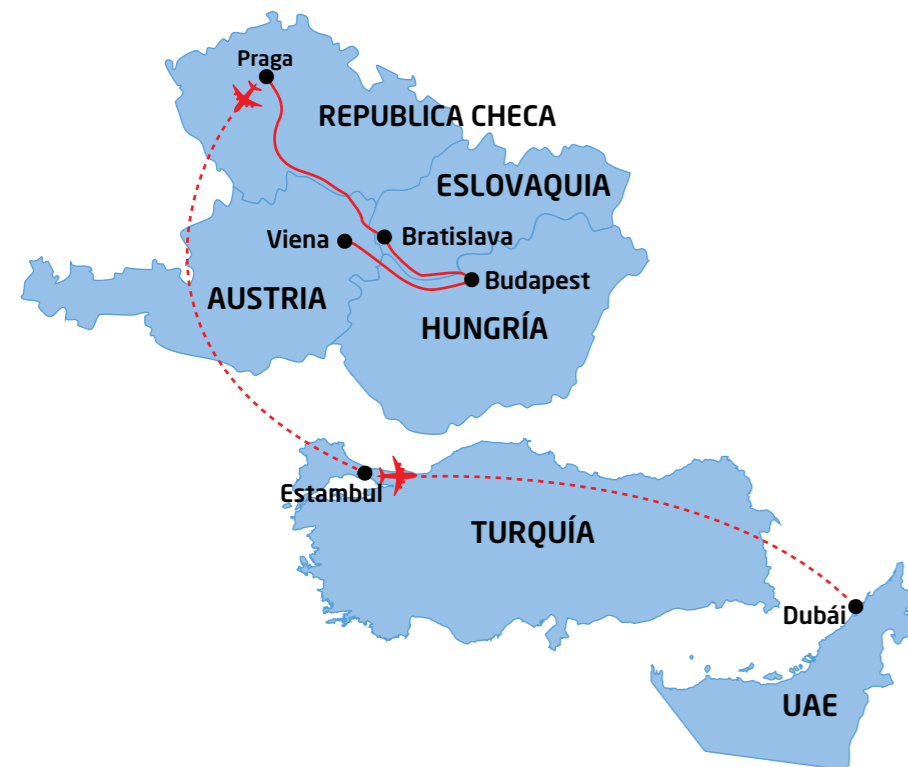 Praga
REPUBLICA CHECA
ESLOVAQUIA
Viena
Bratislava
Budapest
AUSTRIA
HUNGRÍA
Estambul
TURQUÍA
Dubái
UAE